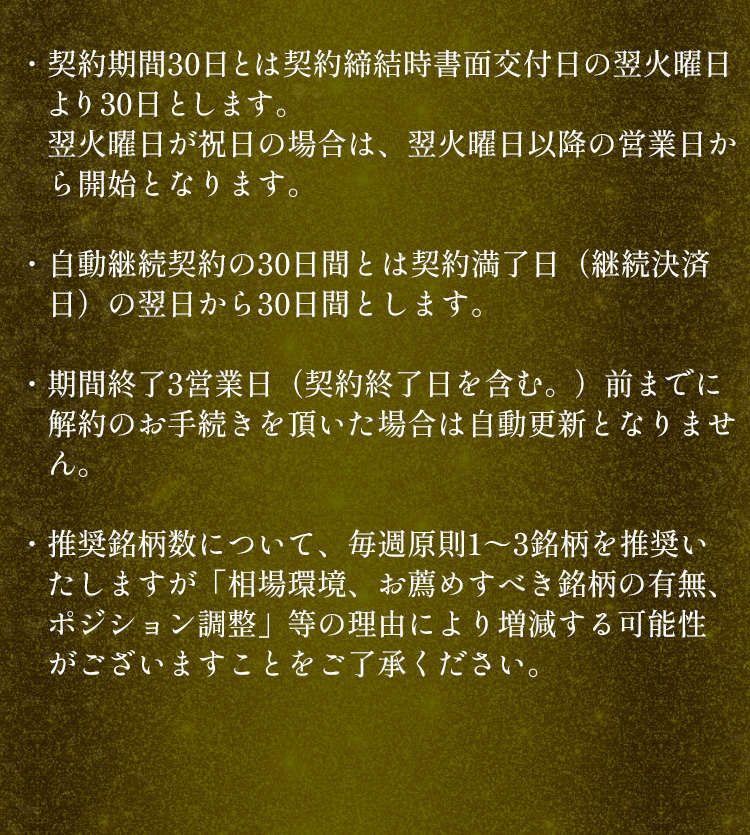 ・契約期間30日とは契約締結時書面交付日の翌火曜日
より30日とします。
翌火曜日が祝日の場合は、翌火曜日以降の営業日か
ら開始となります。
・自動継続契約の30日間とは契約満了日（継続決済
日）の翌日から30日間とします。
・期間終了3営業日（契約終了日を含む。）前までに
解約のお手続きを頂いた場合は自動更新となりませ
ん。
・推奨銘柄数について、毎週原則1～3銘柄を推奨い
たしますが「相場環境、お薦めすべき銘柄の有無、
ポジション調整」等の理由により増減する可能性
がございますことをご了承ください。